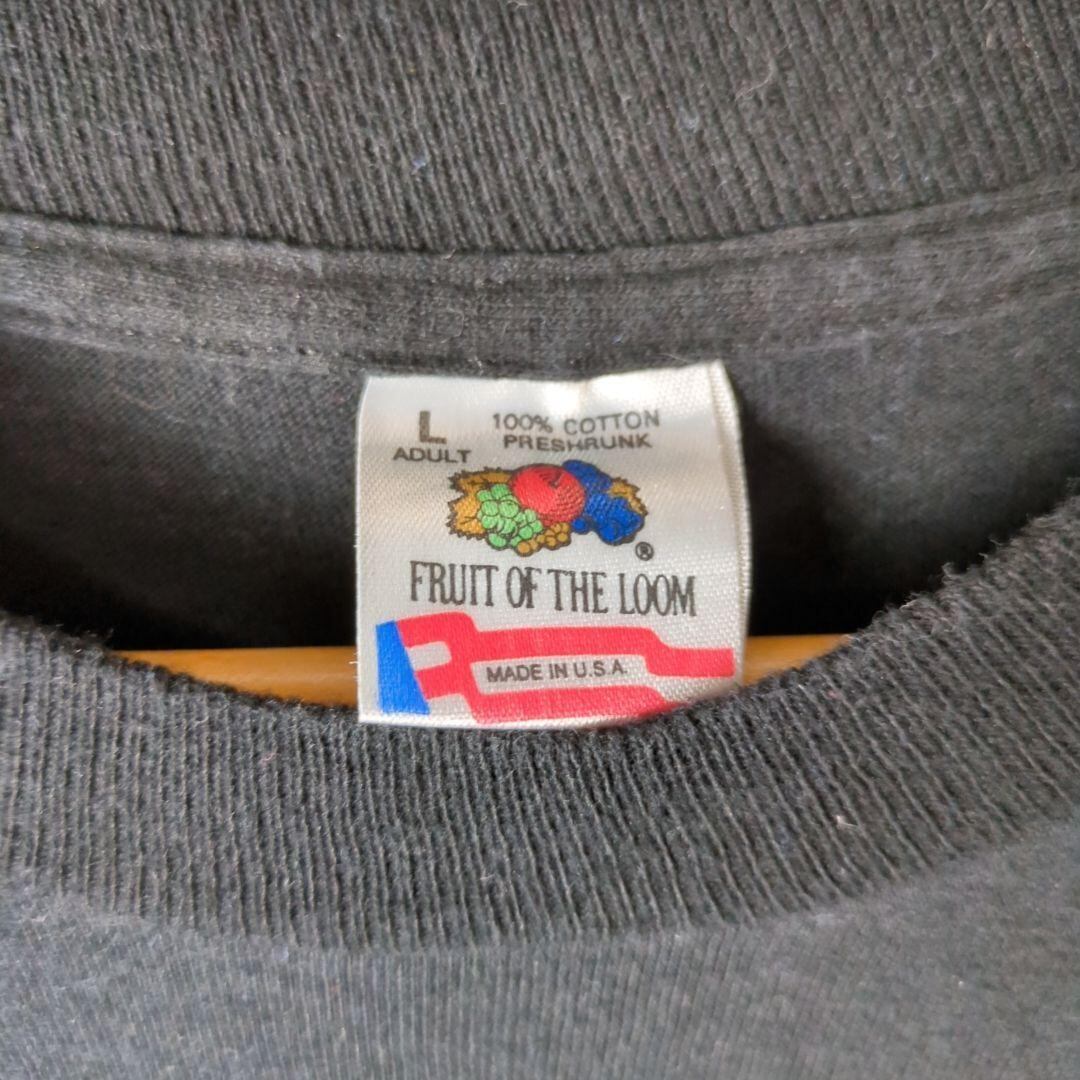 L
ADULT
100% COTTON
PRESHRUNK
®
FRUIT OF THE LOOM
MADE IN U.S.A.